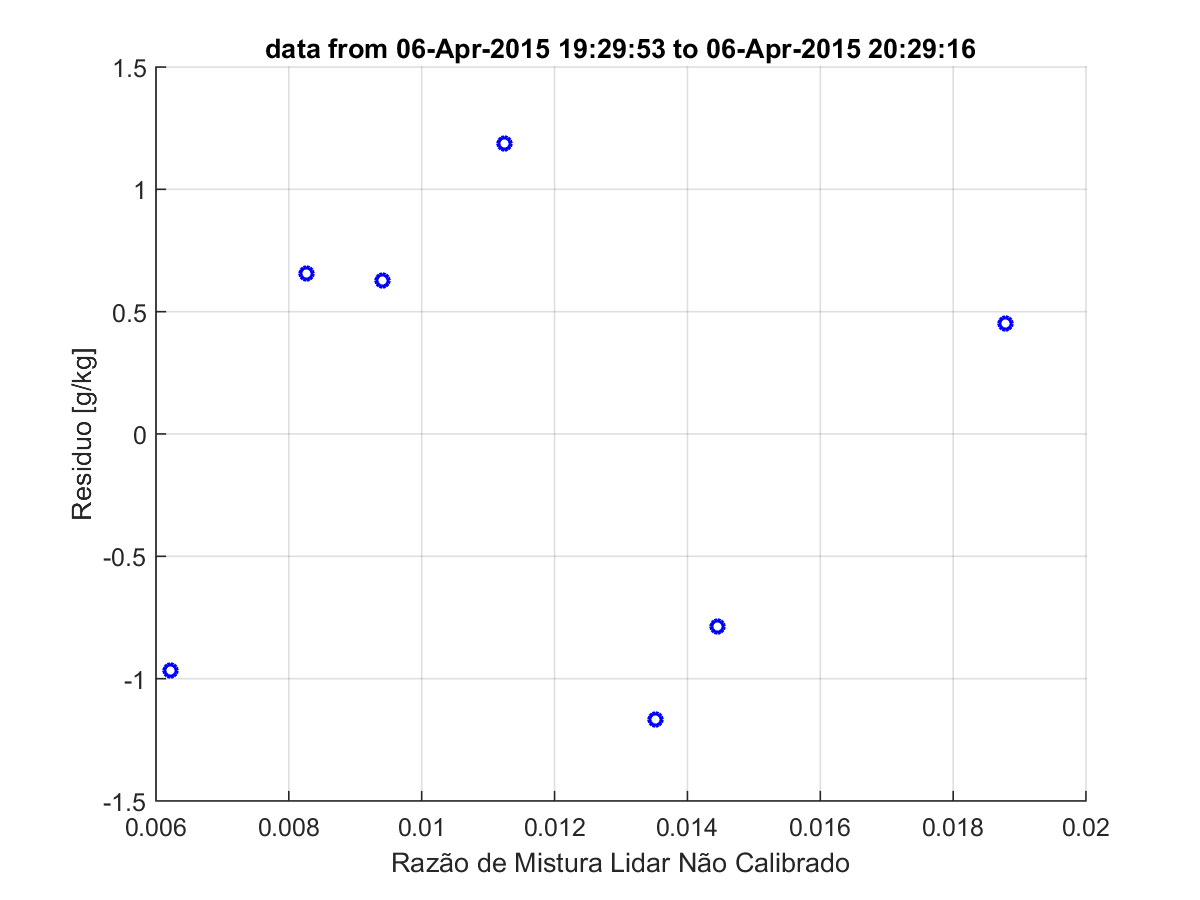 data from 06-Apr-2015 19:29:53 to 06-Apr-2015 20:29:16
1.5
1
0.5
0
-0.5
-1
-1.5
Residuo [g/kg]
0.006 0.008 0.01 0.012 0.014 0.016 0.018 0.02
Razão de Mistura Lidar Não Calibrado